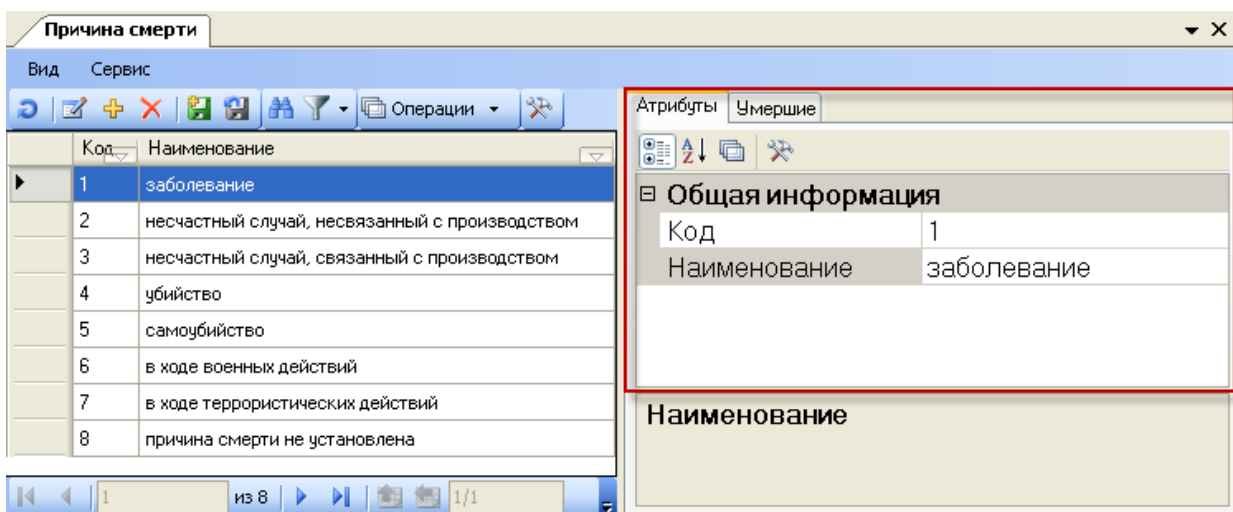 Причина смерти
Вид Сервис
Операции
Код Наименование
1 заболевание
2 несчастный случай, несвязанный с производством
3 несчастный случай, связанный с производством
4 убийство
5 самоубийство
6 в ходе военных действий
7 в ходе террористических действий
8 причина смерти не установлена
1 из 8 1/1
Атрибуты Умершие
Общая информация
Код 1
Наименование заболевание
Наименование